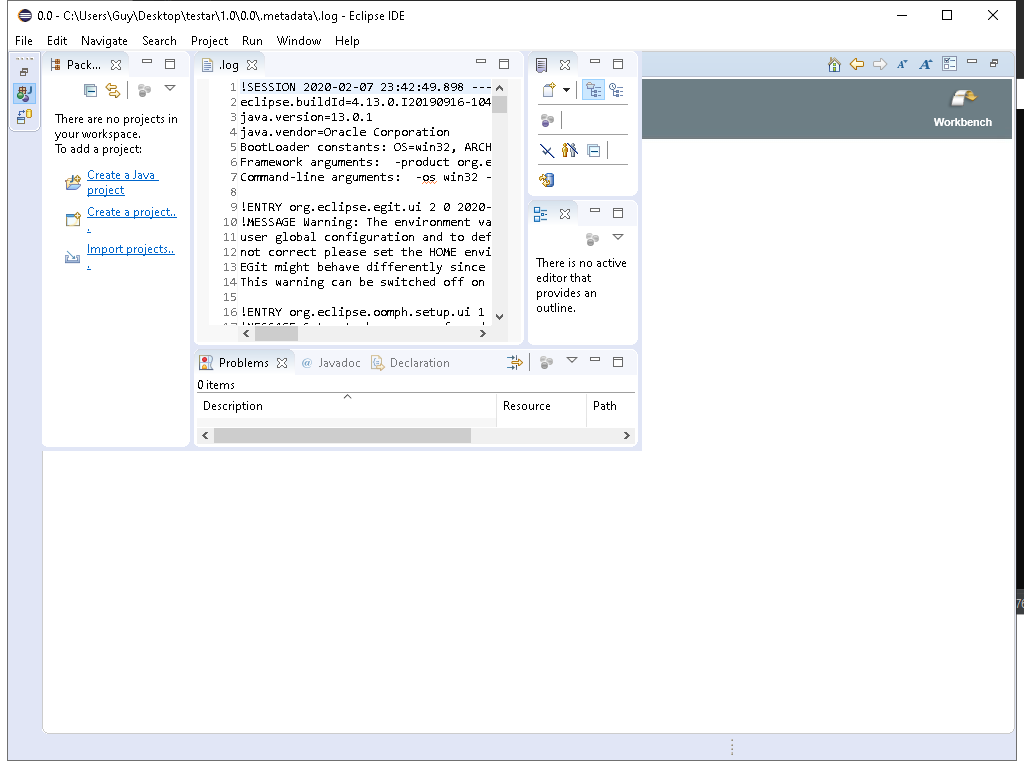 0.0 - C:\Users\Guy\Desktop\testar\1.0\0.0\.metadata\.log - Eclipse IDE
File Edit Navigate Search Project Run Window Help
Pack...
.log
There are no projects in
your workspace.
To add a project:
Create a Java
project
Create a project..
.
Import projects..
.
1 !SESSION 2020-02-07 23:42:49.898 ----
2 eclipse.buildId=4.13.0.I20190916-104
3 java.version=13.0.1
4 java.vendor=Oracle Corporation
5 BootLoader constants: OS=win32, ARCH
6 Framework arguments:  -product org.e
7 Command-line arguments:  -os win32 -
8
9 !ENTRY org.eclipse.egit.ui 2 0 2020-
10 !MESSAGE Warning: The environment va
11 user global configuration and to def
12 not correct please set the HOME envi
13 EGit might behave differently since
14 This warning can be switched off on
15
16 !ENTRY org.eclipse.oomph.setup.ui 1
There is no active
editor that
provides an
outline.
Workbench
Problems @ Javadoc Declaration
0 items
Description Resource Path
76